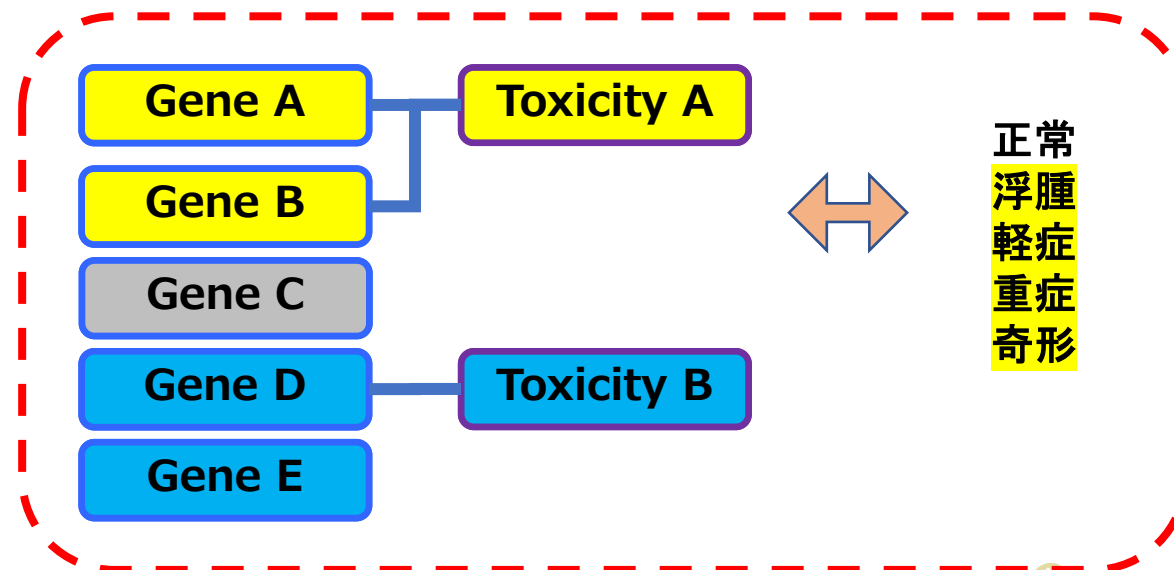 Gene A
Toxicity A
Gene B
Gene C
Gene D
Toxicity B
Gene E
正常
浮腫
軽症
重症
奇形